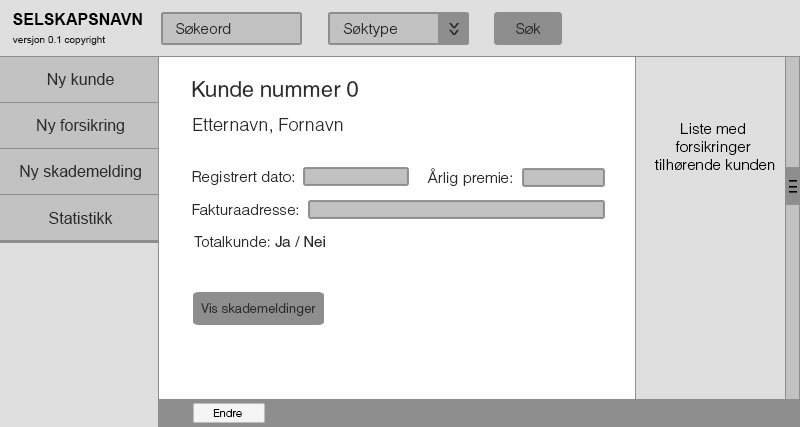 SELSKAPSNAVN
versjon 0.1 copyright
Søkeord
Søktype
Søk
Ny kunde
Ny forsikring
Ny skademelding
Statistikk
Kunde nummer 0
Etternavn, Fornavn
Registrert dato:
Årlig premie:
Fakturaadresse:
Totalkunde: Ja / Nei
Vis skademeldinger
Liste med
forsikringer
tilhørende kunden
Endre